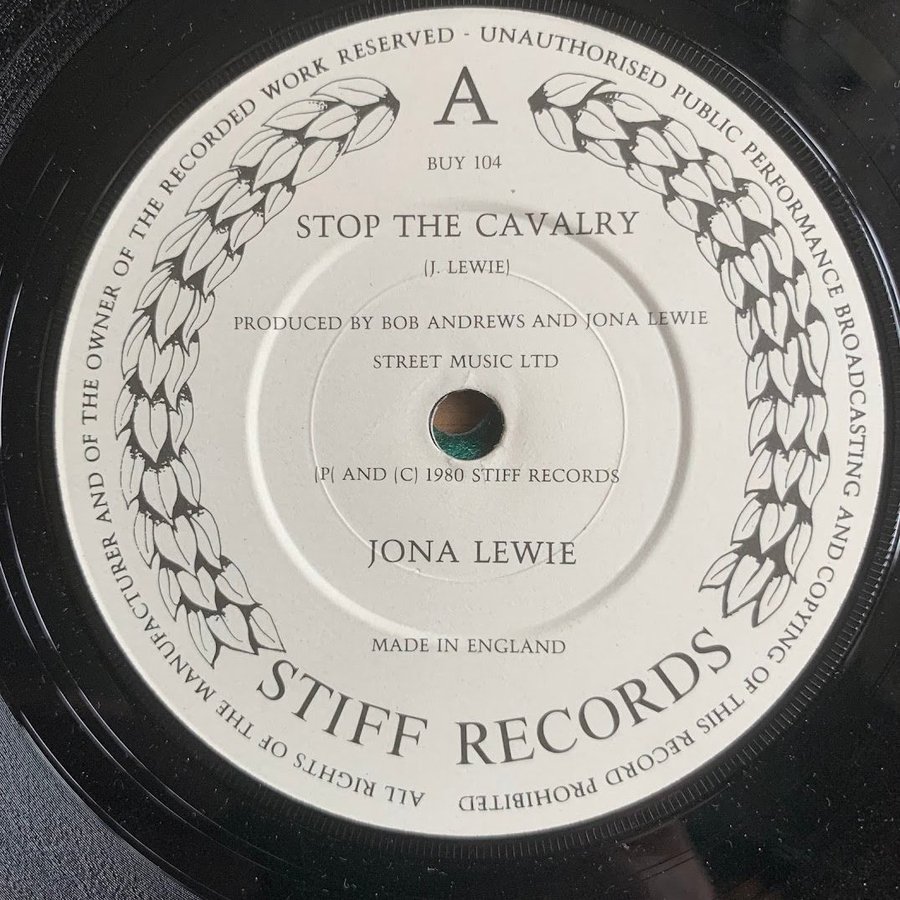 A
BUY 104
STOP THE CAVALRY
(J. LEWIE)
PRODUCED BY BOB ANDREWS AND JONA LEWIE
STREET MUSIC LTD
(P( AND (C) 1980 STIFF RECORDS
JONA LEWIE
MADE IN ENGLAND
STIFF RECORDS
ALL RIGHTS OF THE MANUFACTURER AND OF THE OWNER OF THE RECORDED WORK RESERVED - UNAUTHORISED PUBLIC PERFORMANCE BROADCASTING AND COPYING OF THIS RECORD PROHIBITED